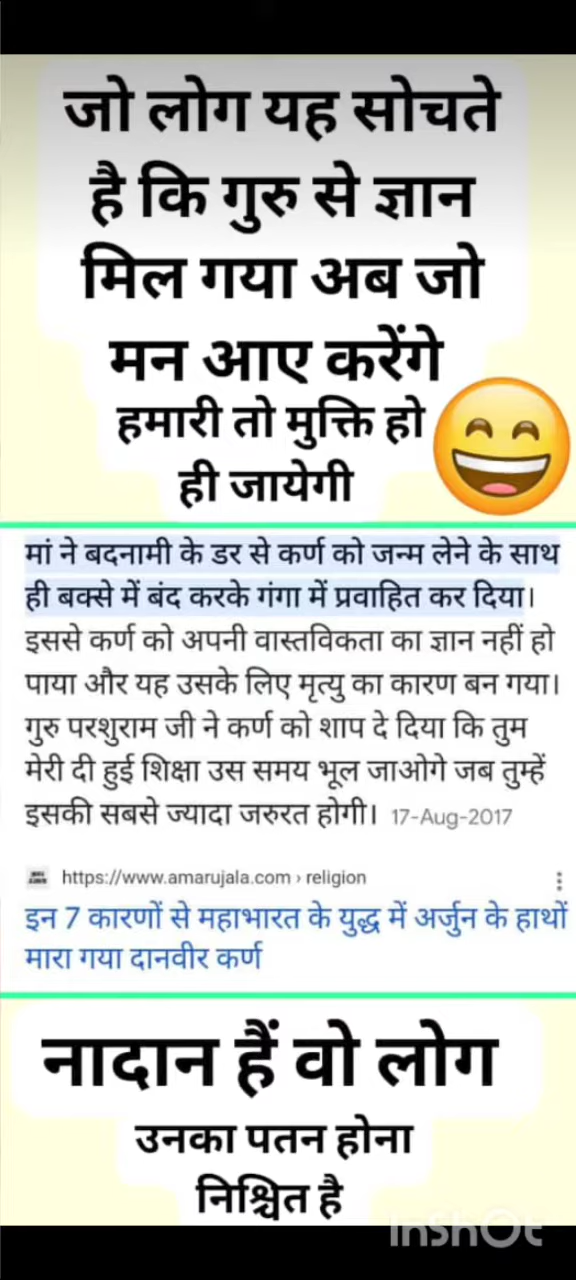 जो लोग यह सोचते
है कि गुरु से ज्ञान
मिल गया अब जो
मन आए करेंगे
हमारी तो मुक्ति हो
ही जायेगी
मां ने बदनामी के डर से कर्ण को जन्म लेने के साथ
ही बक्से में बंद करके गंगा में प्रवाहित कर दिया।
इससे कर्ण को अपनी वास्तविकता का ज्ञान नहीं हो
पाया और यह उसके लिए मृत्यु का कारण बन गया।
गुरु परशुराम जी ने कर्ण को शाप दे दिया कि तुम
मेरी दी हुई शिक्षा उस समय भूल जाओगे जब तुम्हें
इसकी सबसे ज्यादा जरुरत होगी। 17-Aug-2017
https://www.amarujala.com › religion
इन 7 कारणों से महाभारत के युद्ध में अर्जुन के हाथों
मारा गया दानवीर कर्ण
नादान हैं वो लोग
उनका पतन होना
निश्चित है
InShOt